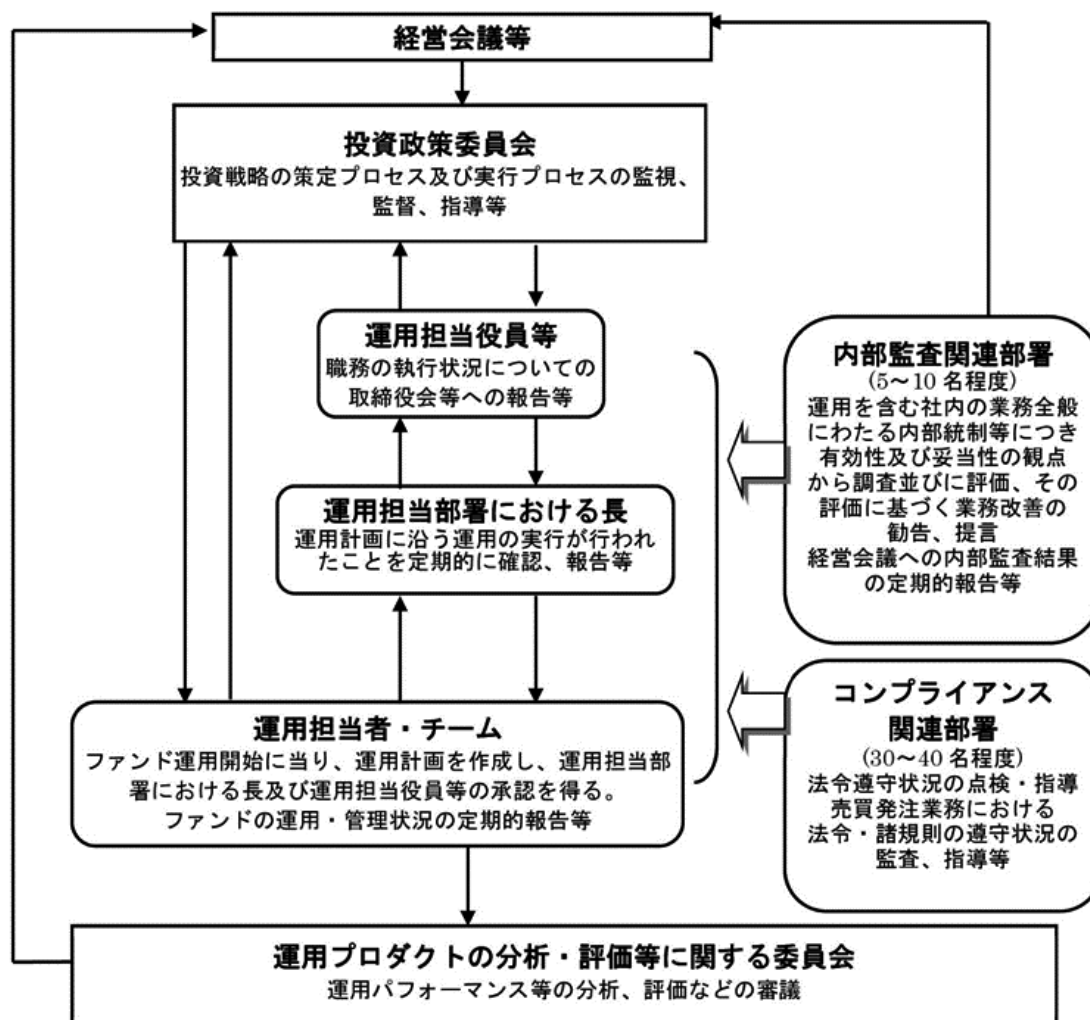 経営会議等
投資政策委員会
投資戦略の策定プロセス及び実行プロセスの監視、
監督、指導等
運用担当役員等
職務の執行状況についての
取締役会等への報告等
運用担当部署における長
運用計画に沿う運用の実行が行われ
たことを定期的に確認、報告等
運用担当者・チーム
ファンド運用開始に当り、運用計画を作成し、運用担当部
署における長及び運用担当役員等の承認を得る。
ファンドの運用・管理状況の定期的報告等
内部監査関連部署
(5～10 名程度)
運用を含む社内の業務全般
にわたる内部統制等につき
有効性及び妥当性の観点
から調査並びに評価、その
評価に基づく業務改善の
勧告、提言
経営会議への内部監査結果
の定期的報告等
コンプライアンス
関連部署
(30～40 名程度)
法令遵守状況の点検・指導
売買発注業務における
法令・諸規則の遵守状況の
監査、指導等
運用プロダクトの分析・評価等に関する委員会
運用パフォーマンス等の分析、評価などの審議